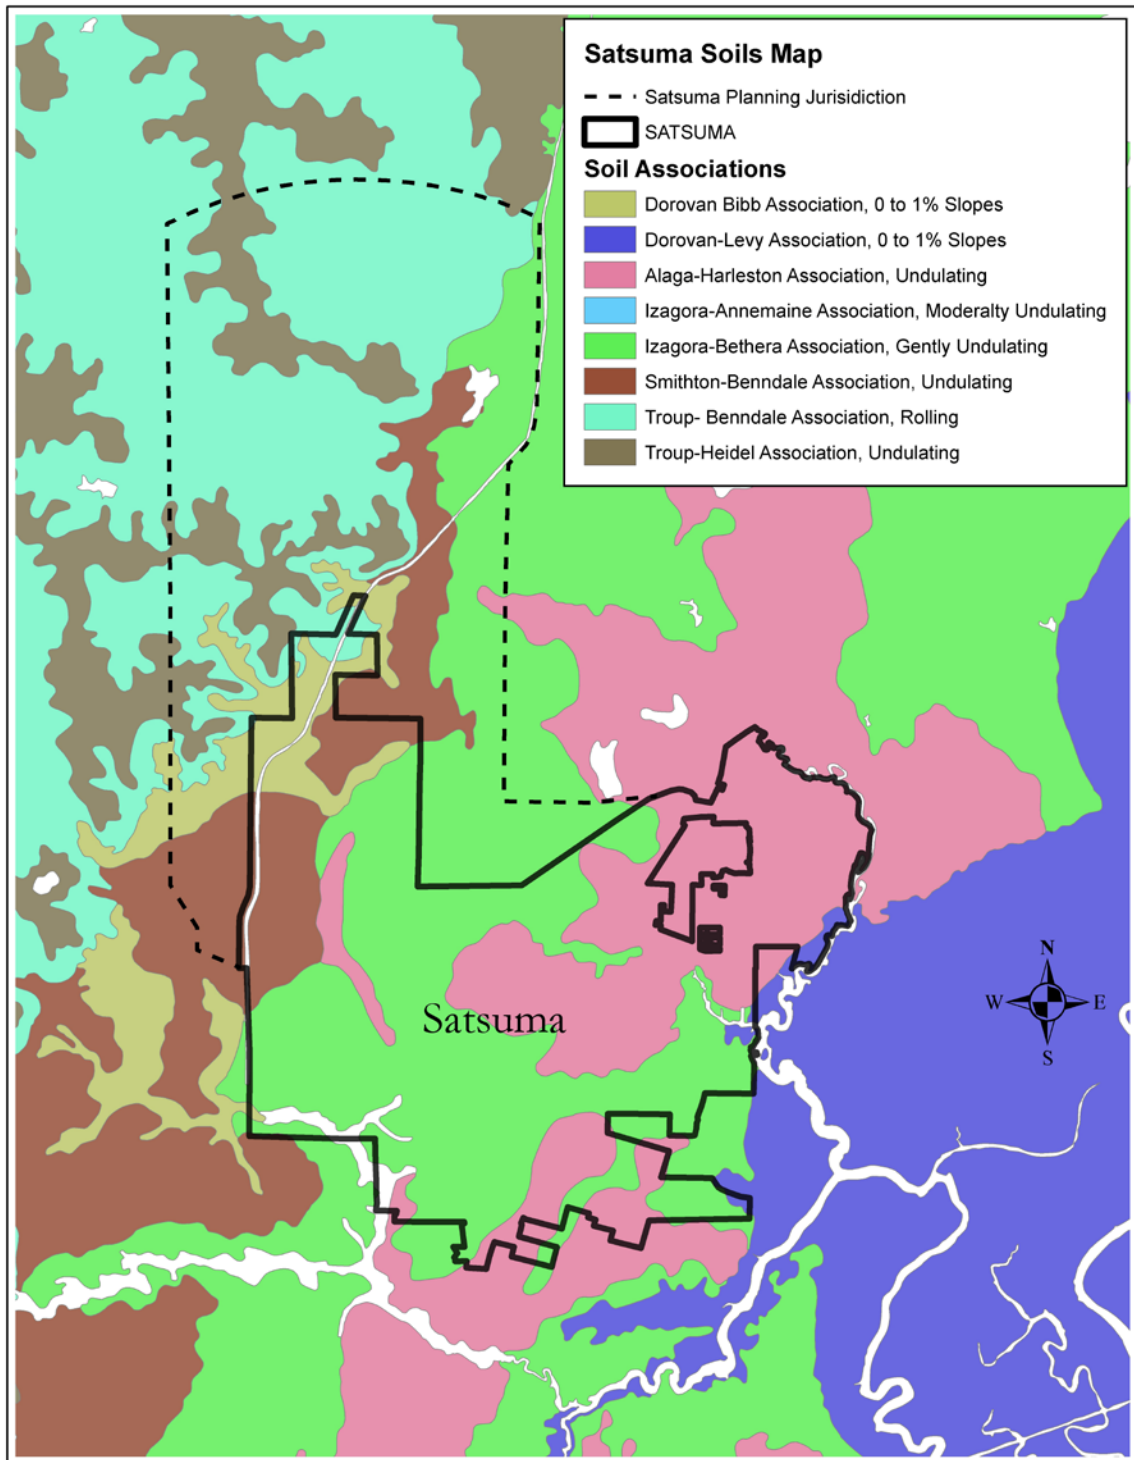 Satsuma Soils Map
Satsuma Planning Jurisidiction
SATSUMA
Soil Associations
Dorovan Bibb Association, 0 to 1% Slopes
Dorovan-Levy Association, 0 to 1% Slopes
Alaga-Harleston Association, Undulating
Izagora-Annemaine Association, Moderalty Undulating
Izagora-Bethera Association, Gently Undulating
Smithton-Benndale Association, Undulating
Troup- Benndale Association, Rolling
Troup-Heidel Association, Undulating
N
W E
S
Satsuma